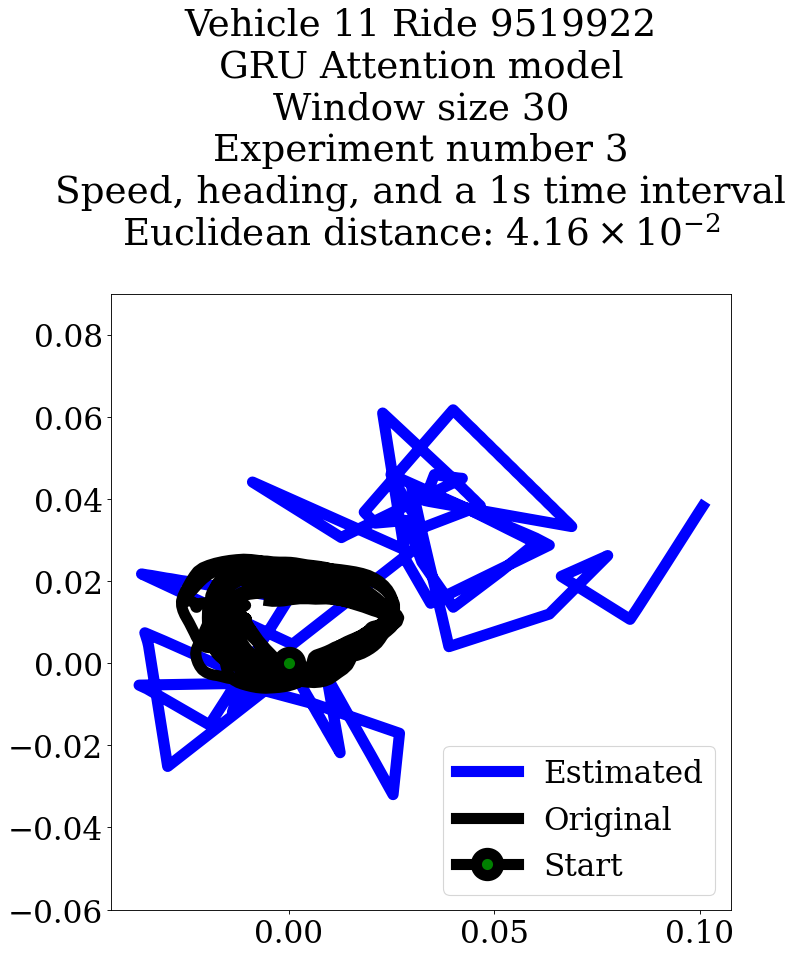 Vehicle 11 Ride 9519922
GRU Attention model
Window size 30
Experiment number 3
Speed, heading, and a 1s time interval
Euclidean distance: 4.16 × 10⁻²
0.08
0.06
0.04
0.02
0.00
−0.02
−0.04
−0.06
Estimated
Original
Start
0.00 0.05 0.10